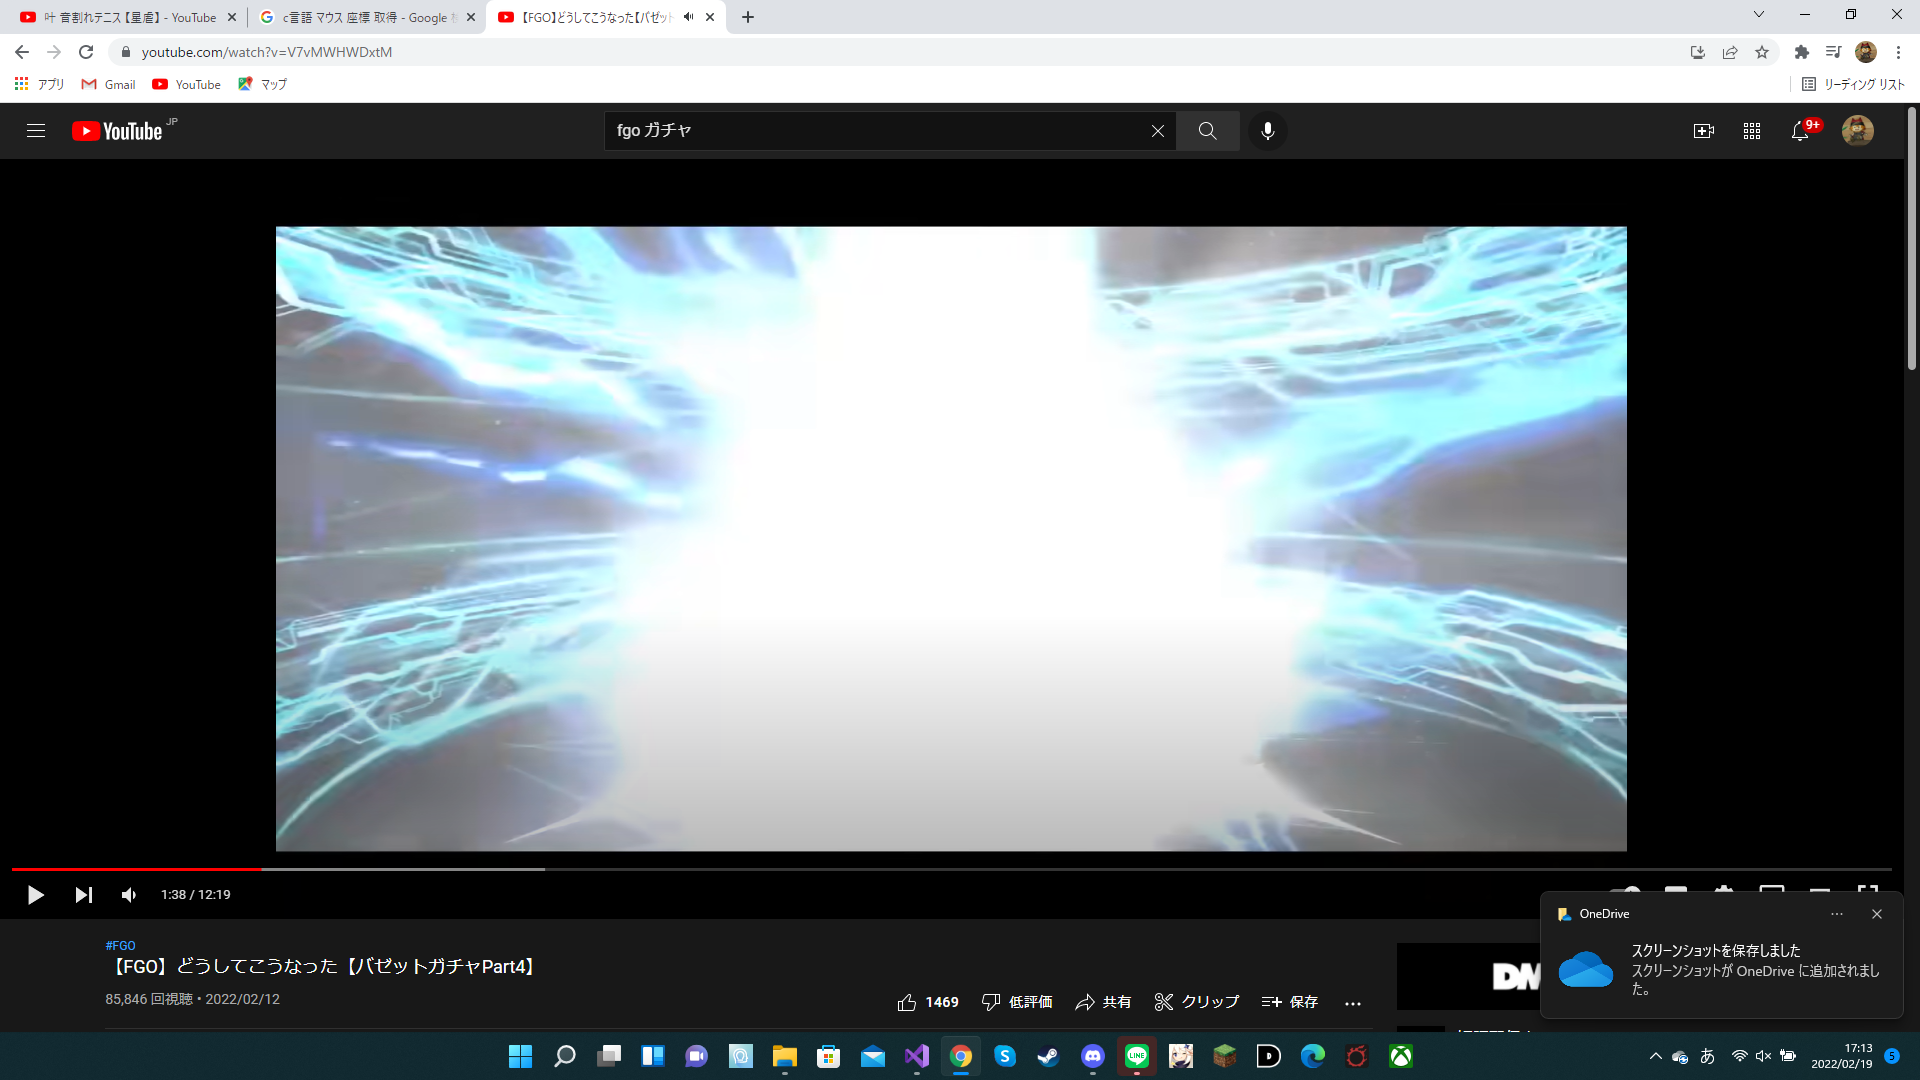 叶 音割れテニス【星虐】 - YouTube
c言語 マウス 座標 取得 - Google
【FGO】どうしてこうなった【バゼット
youtube.com/watch?v=V7vMWHWDxtM
アプリ
Gmail
YouTube
マップ
リーディング リスト
YouTube JP
fgo ガチャ
9+
1:38 / 12:19
#FGO
【FGO】どうしてこうなった【バゼットガチャPart4】
85,846 回視聴・2022/02/12
1469
低評価
共有
クリップ
保存
DM
OneDrive
スクリーンショットを保存しました
スクリーンショットが OneDrive に追加されまし
た。
LINE
あ
17:13
2022/02/19
5